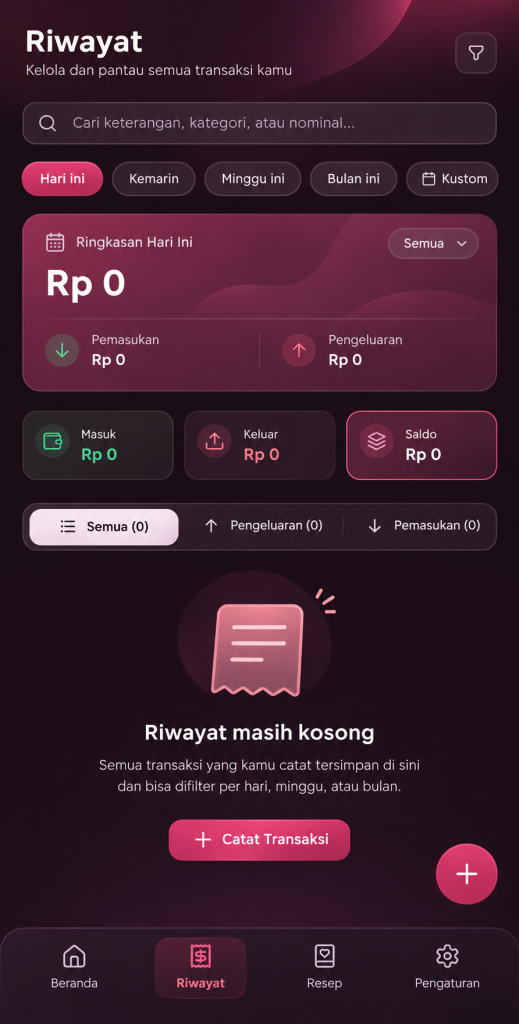 Riwayat
Kelola dan pantau semua transaksi kamu
Cari keterangan, kategori, atau nominal...
Hari ini
Kemarin
Minggu ini
Bulan ini
Kustom
Ringkasan Hari Ini
Semua
Rp 0
Pemasukan
Rp 0
Pengeluaran
Rp 0
Masuk
Rp 0
Keluar
Rp 0
Saldo
Rp 0
Semua (0)
Pengeluaran (0)
Pemasukan (0)
Riwayat masih kosong
Semua transaksi yang kamu catat tersimpan di sini
dan bisa difilter per hari, minggu, atau bulan.
Catat Transaksi
Beranda
Riwayat
Resep
Pengaturan